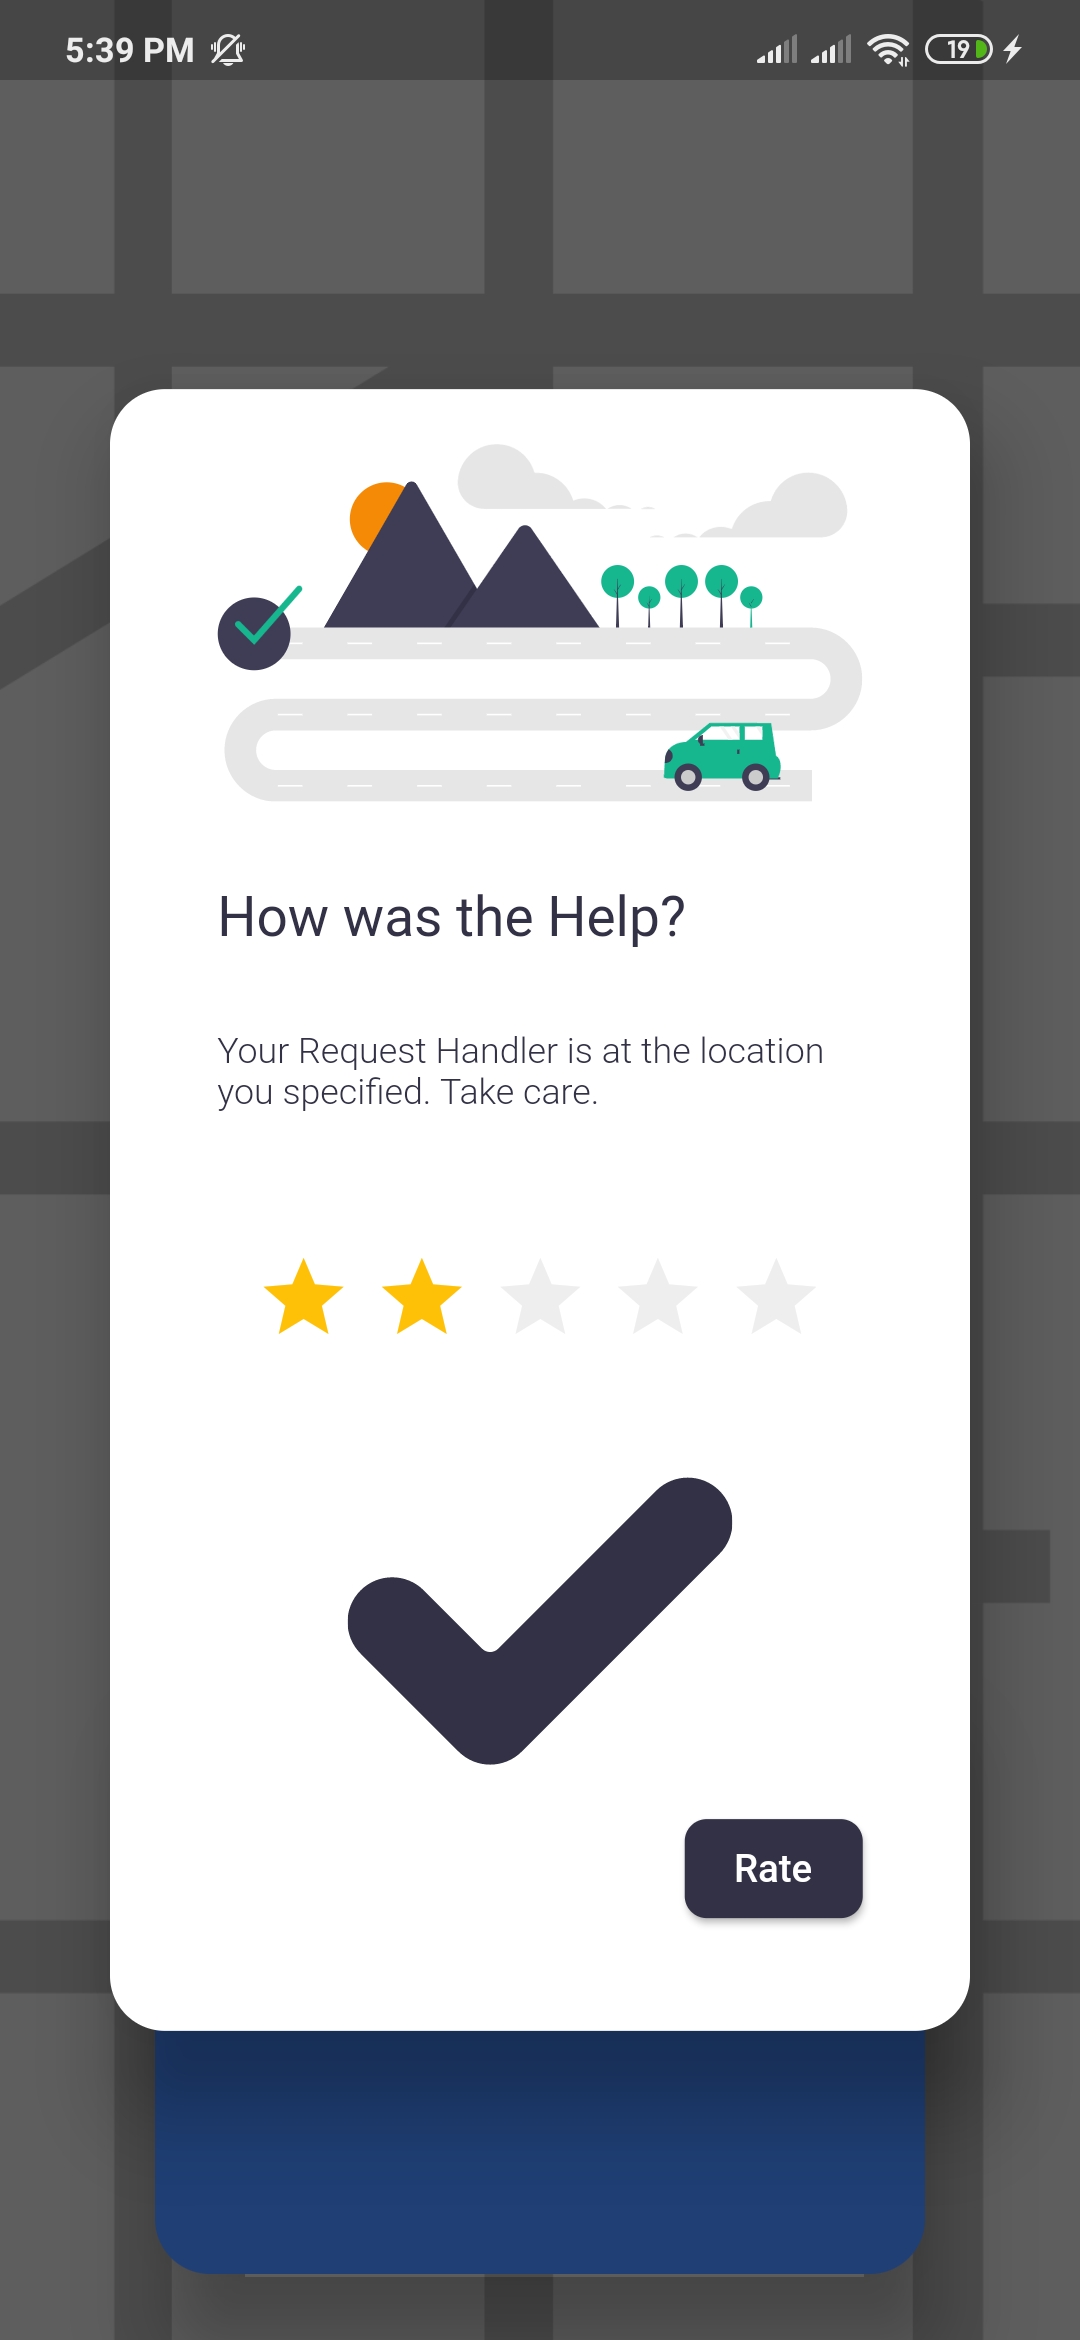 5:39 PM
19
How was the Help?
Your Request Handler is at the location
you specified. Take care.
Rate